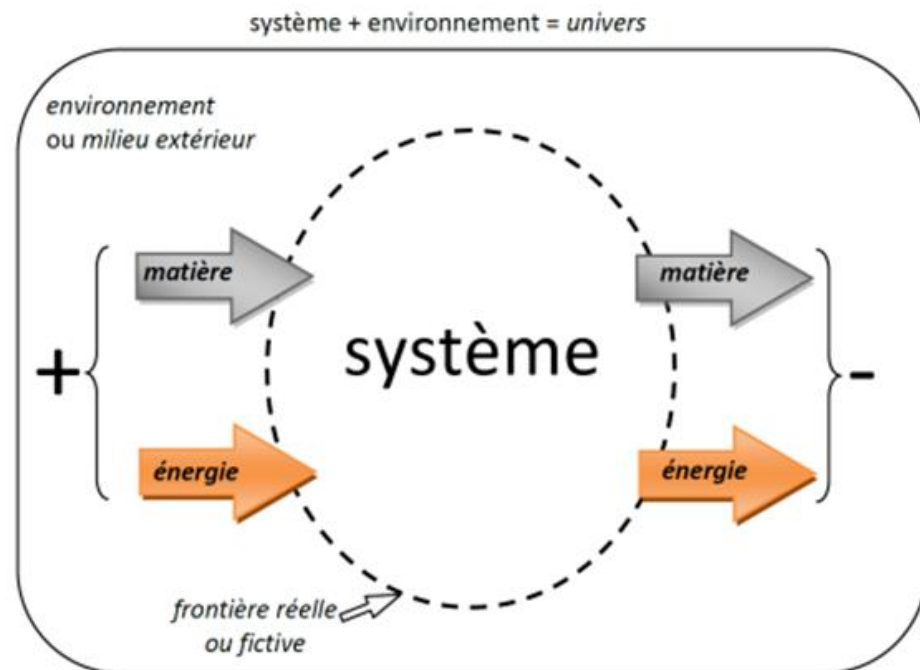 système + environnement = univers
environnement
ou milieu extérieur
matière
matière
+
système
-
énergie
énergie
frontière réelle
ou fictive